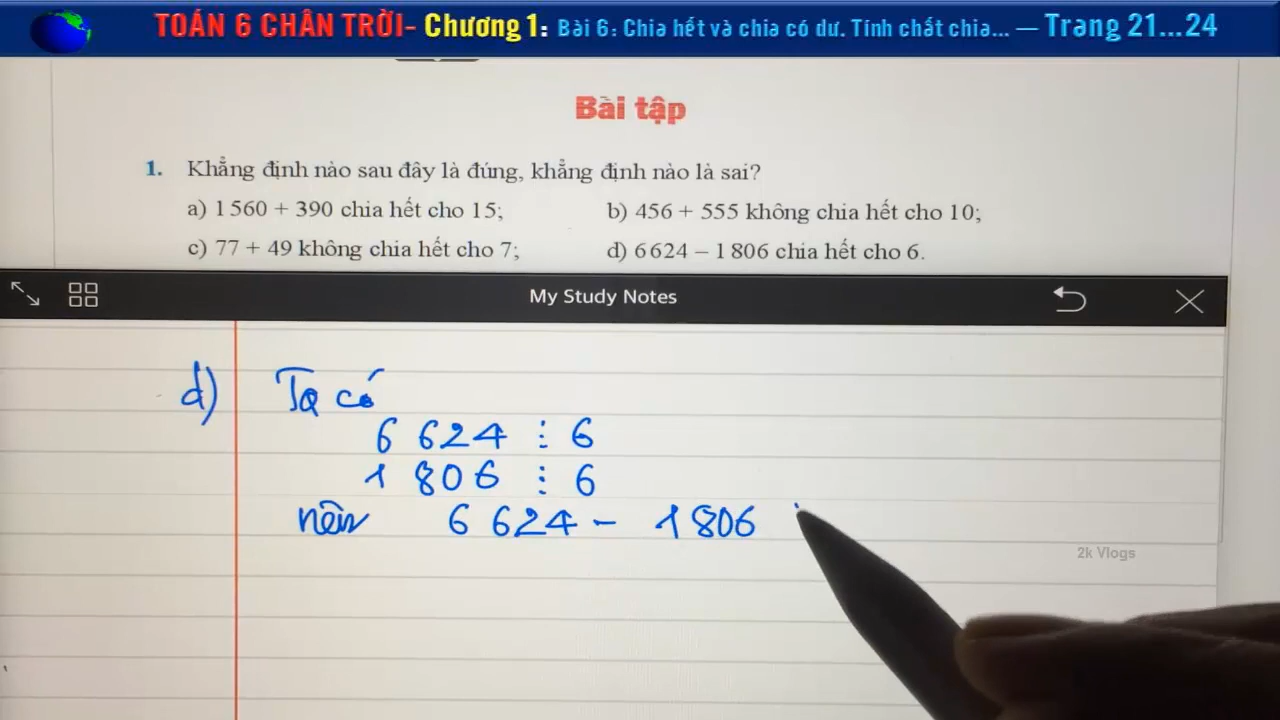 TOÁN 6 CHÂN TRỜI- Chương 1: Bài 6: Chia hết và chia có dư. Tính chất chia... — Trang 21...24
Bài tập
1. Khẳng định nào sau đây là đúng, khẳng định nào là sai?
a) 1 560 + 390 chia hết cho 15; b) 456 + 555 không chia hết cho 10;
c) 77 + 49 không chia hết cho 7; d) 6 624 – 1 806 chia hết cho 6.
My Study Notes
d) Ta có
6 624 ⋮ 6
1 806 ⋮ 6
nên 6 624 - 1 806
2k Vlogs